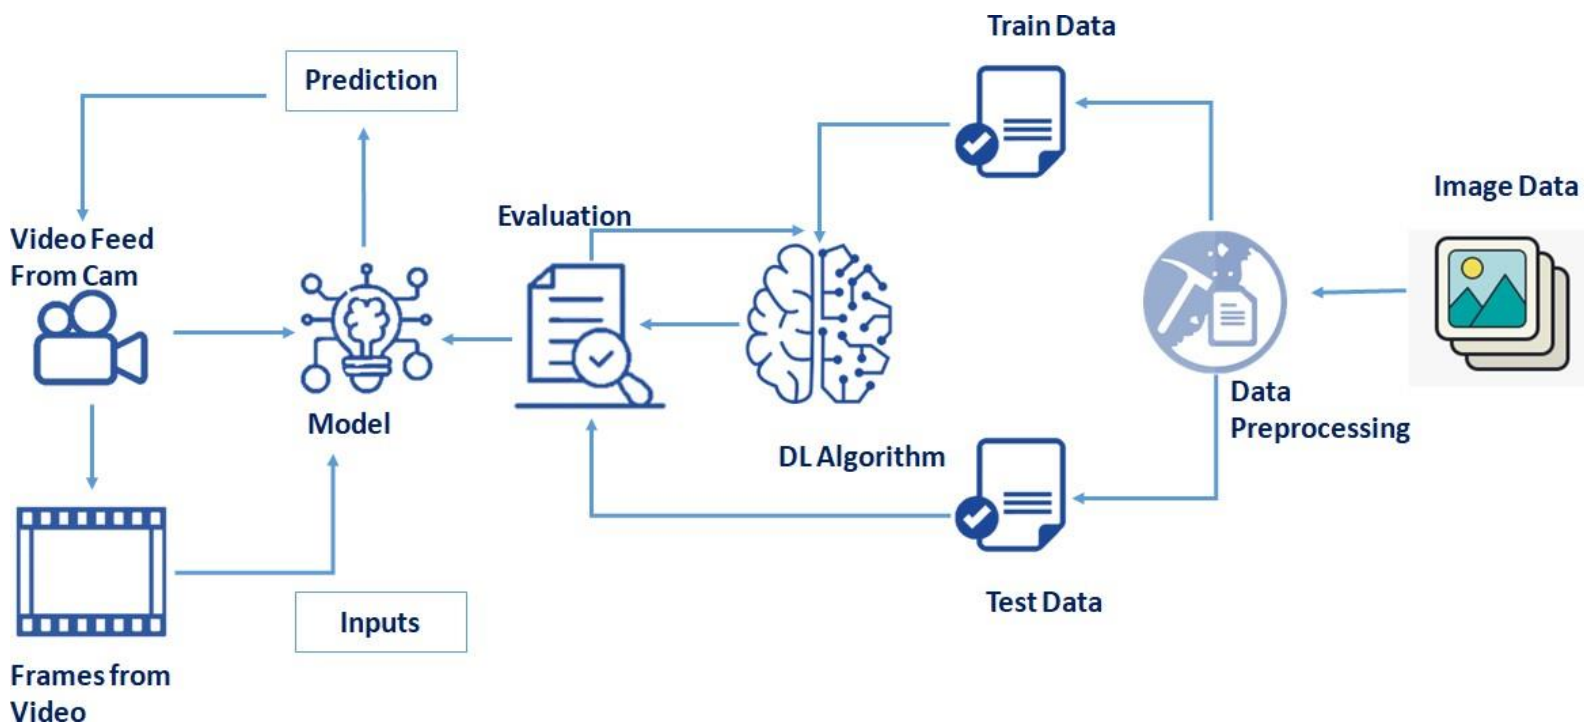 Train Data
Prediction
Image Data
Evaluation
Video Feed
From Cam
Data
Preprocessing
Model
DL Algorithm
Test Data
Inputs
Frames from
Video